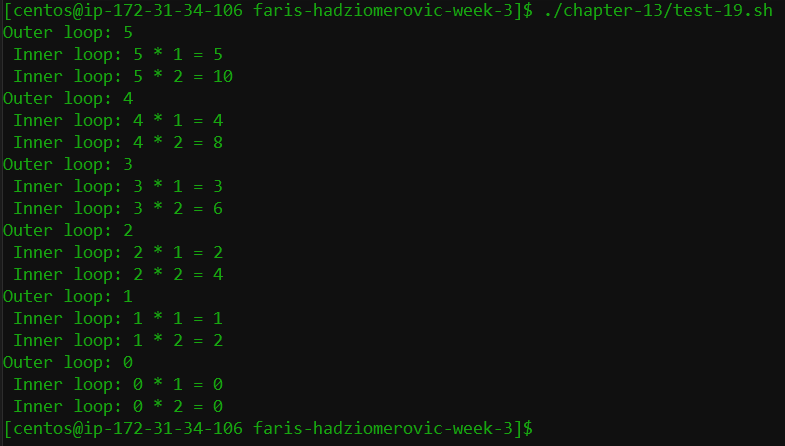 [centos@ip-172-31-34-106 faris-hadziomerovic-week-3]$ ./chapter-13/test-19.sh
Outer loop: 5
 Inner loop: 5 * 1 = 5
 Inner loop: 5 * 2 = 10
Outer loop: 4
 Inner loop: 4 * 1 = 4
 Inner loop: 4 * 2 = 8
Outer loop: 3
 Inner loop: 3 * 1 = 3
 Inner loop: 3 * 2 = 6
Outer loop: 2
 Inner loop: 2 * 1 = 2
 Inner loop: 2 * 2 = 4
Outer loop: 1
 Inner loop: 1 * 1 = 1
 Inner loop: 1 * 2 = 2
Outer loop: 0
 Inner loop: 0 * 1 = 0
 Inner loop: 0 * 2 = 0
[centos@ip-172-31-34-106 faris-hadziomerovic-week-3]$